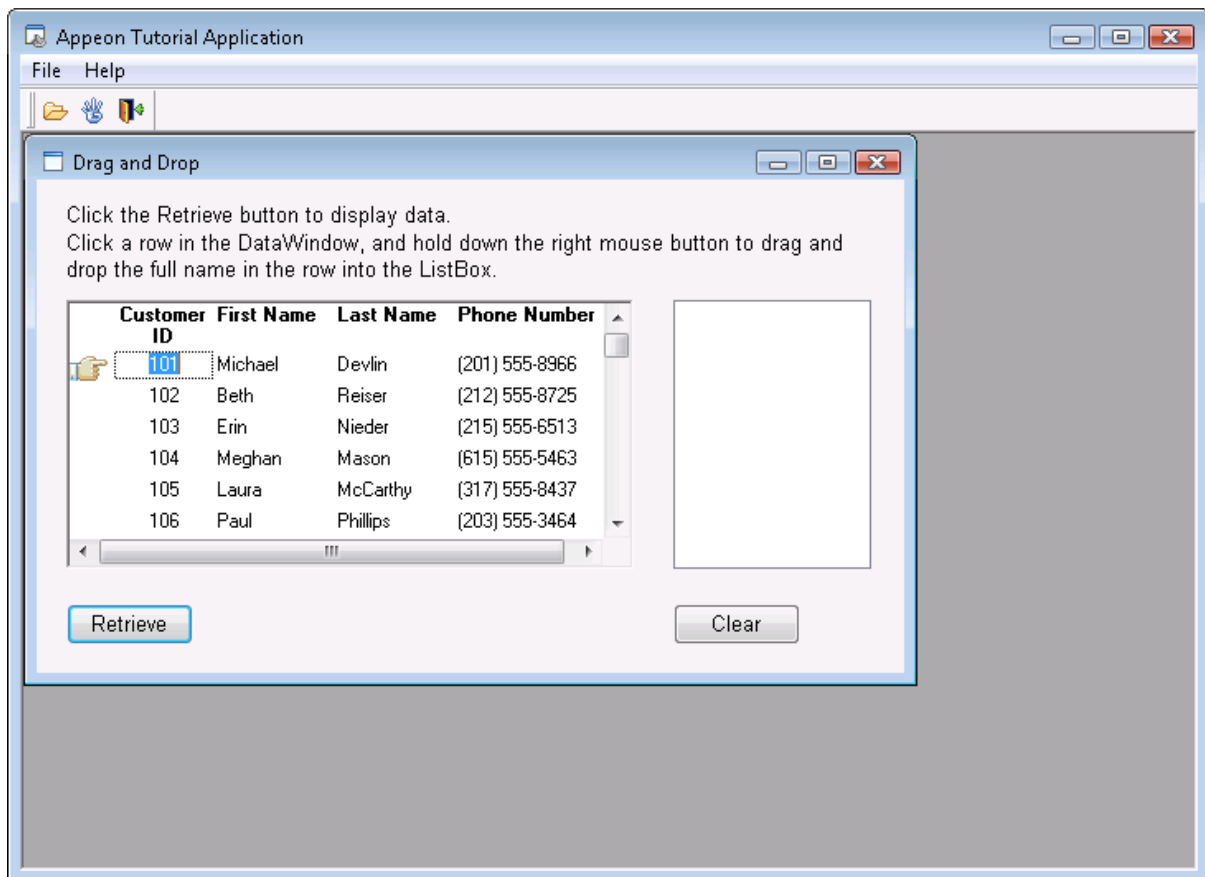 Appeon Tutorial Application
File Help
Drag and Drop
Click the Retrieve button to display data.
Click a row in the DataWindow, and hold down the right mouse button to drag and
drop the full name in the row into the ListBox.
Customer First Name Last Name Phone Number
ID
101 Michael Devlin (201) 555-8966
102 Beth Reiser (212) 555-8725
103 Erin Nieder (215) 555-6513
104 Meghan Mason (615) 555-5463
105 Laura McCarthy (317) 555-8437
106 Paul Phillips (203) 555-3464
Retrieve Clear